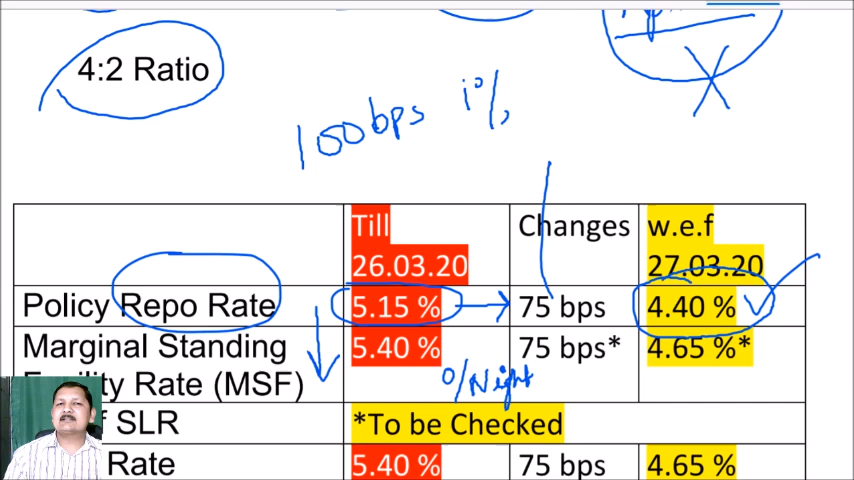 4:2 Ratio
100bps 1%
Till Changes w.e.f
26.03.20 27.03.20
Policy Repo Rate 5.15 % 75 bps 4.40 %
Marginal Standing 5.40 % 75 bps* 4.65 %*
Rate (MSF) O/Night
SLR *To be Checked
Rate 5.40 % 75 bps 4.65 %